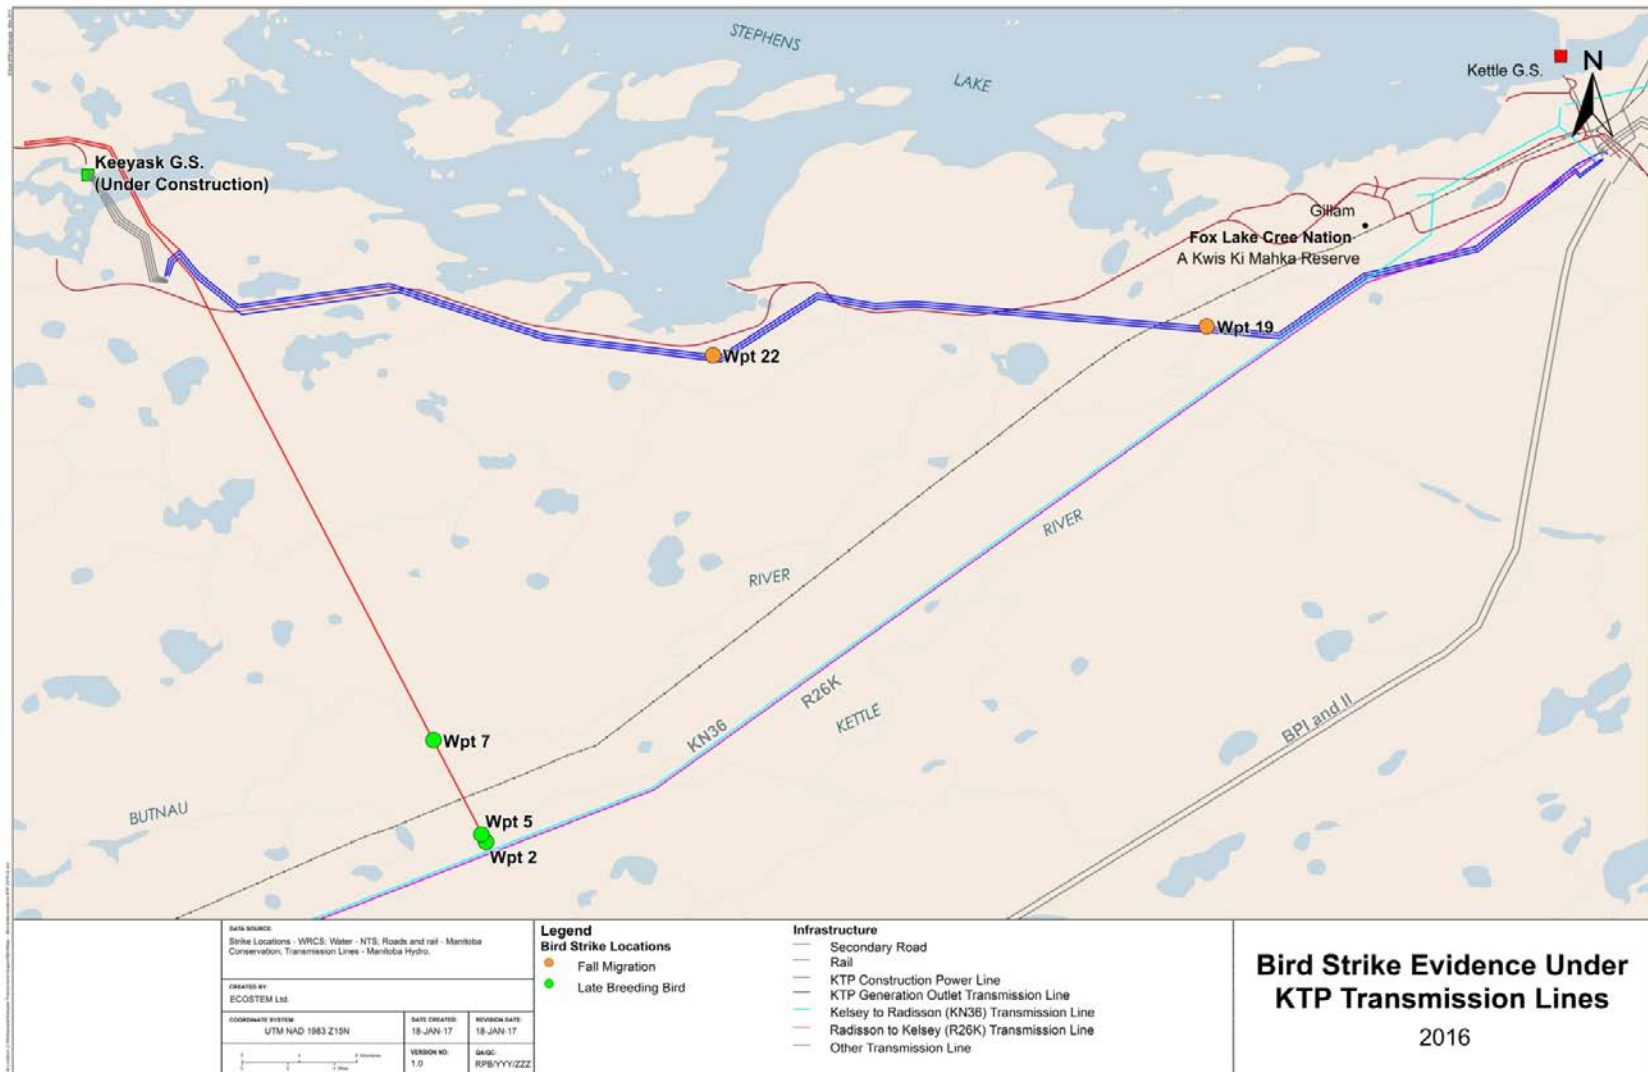 STEPHENS
LAKE
Kettle G.S.
N
Keeyask G.S.
(Under Construction)
Gillam
Fox Lake Cree Nation
A Kwis Ki Mahka Reserve
Wpt 19
Wpt 22
RIVER
RIVER
R26K
KETTLE
KN36
BPI and II
Wpt 7
BUTNAU
Wpt 5
Wpt 2
DATA SOURCE:
Strike Locations - WRCS; Water - NTS; Roads and rail - Manitoba
Conservation; Transmission Lines - Manitoba Hydro.
CREATED BY:
ECOSTEM Ltd.
COORDINATE SYSTEM:
UTM NAD 1983 Z15N
DATE CREATED:
18-JAN-17
REVISION DATE:
18-JAN-17
VERSION NO:
1.0
QA/QC:
RPB/YYY/ZZZ
Legend
Bird Strike Locations
Fall Migration
Late Breeding Bird
Infrastructure
Secondary Road
Rail
KTP Construction Power Line
KTP Generation Outlet Transmission Line
Kelsey to Radisson (KN36) Transmission Line
Radisson to Kelsey (R26K) Transmission Line
Other Transmission Line
Bird Strike Evidence Under
KTP Transmission Lines
2016